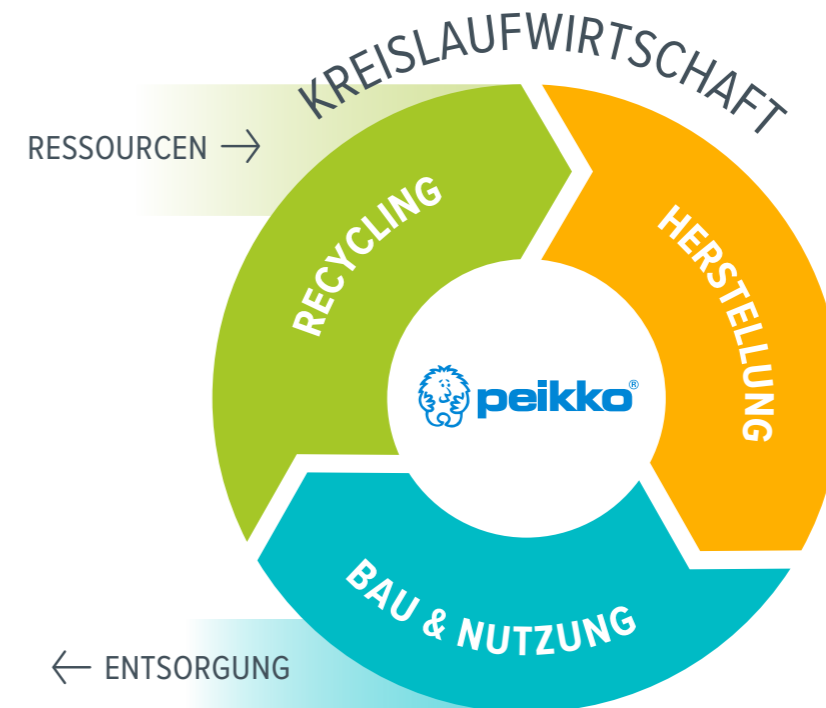 KREISLAUFWIRTSCHAFT
RESSOURCEN →
RECYCLING
HERSTELLUNG
peikko®
BAU & NUTZUNG
← ENTSORGUNG